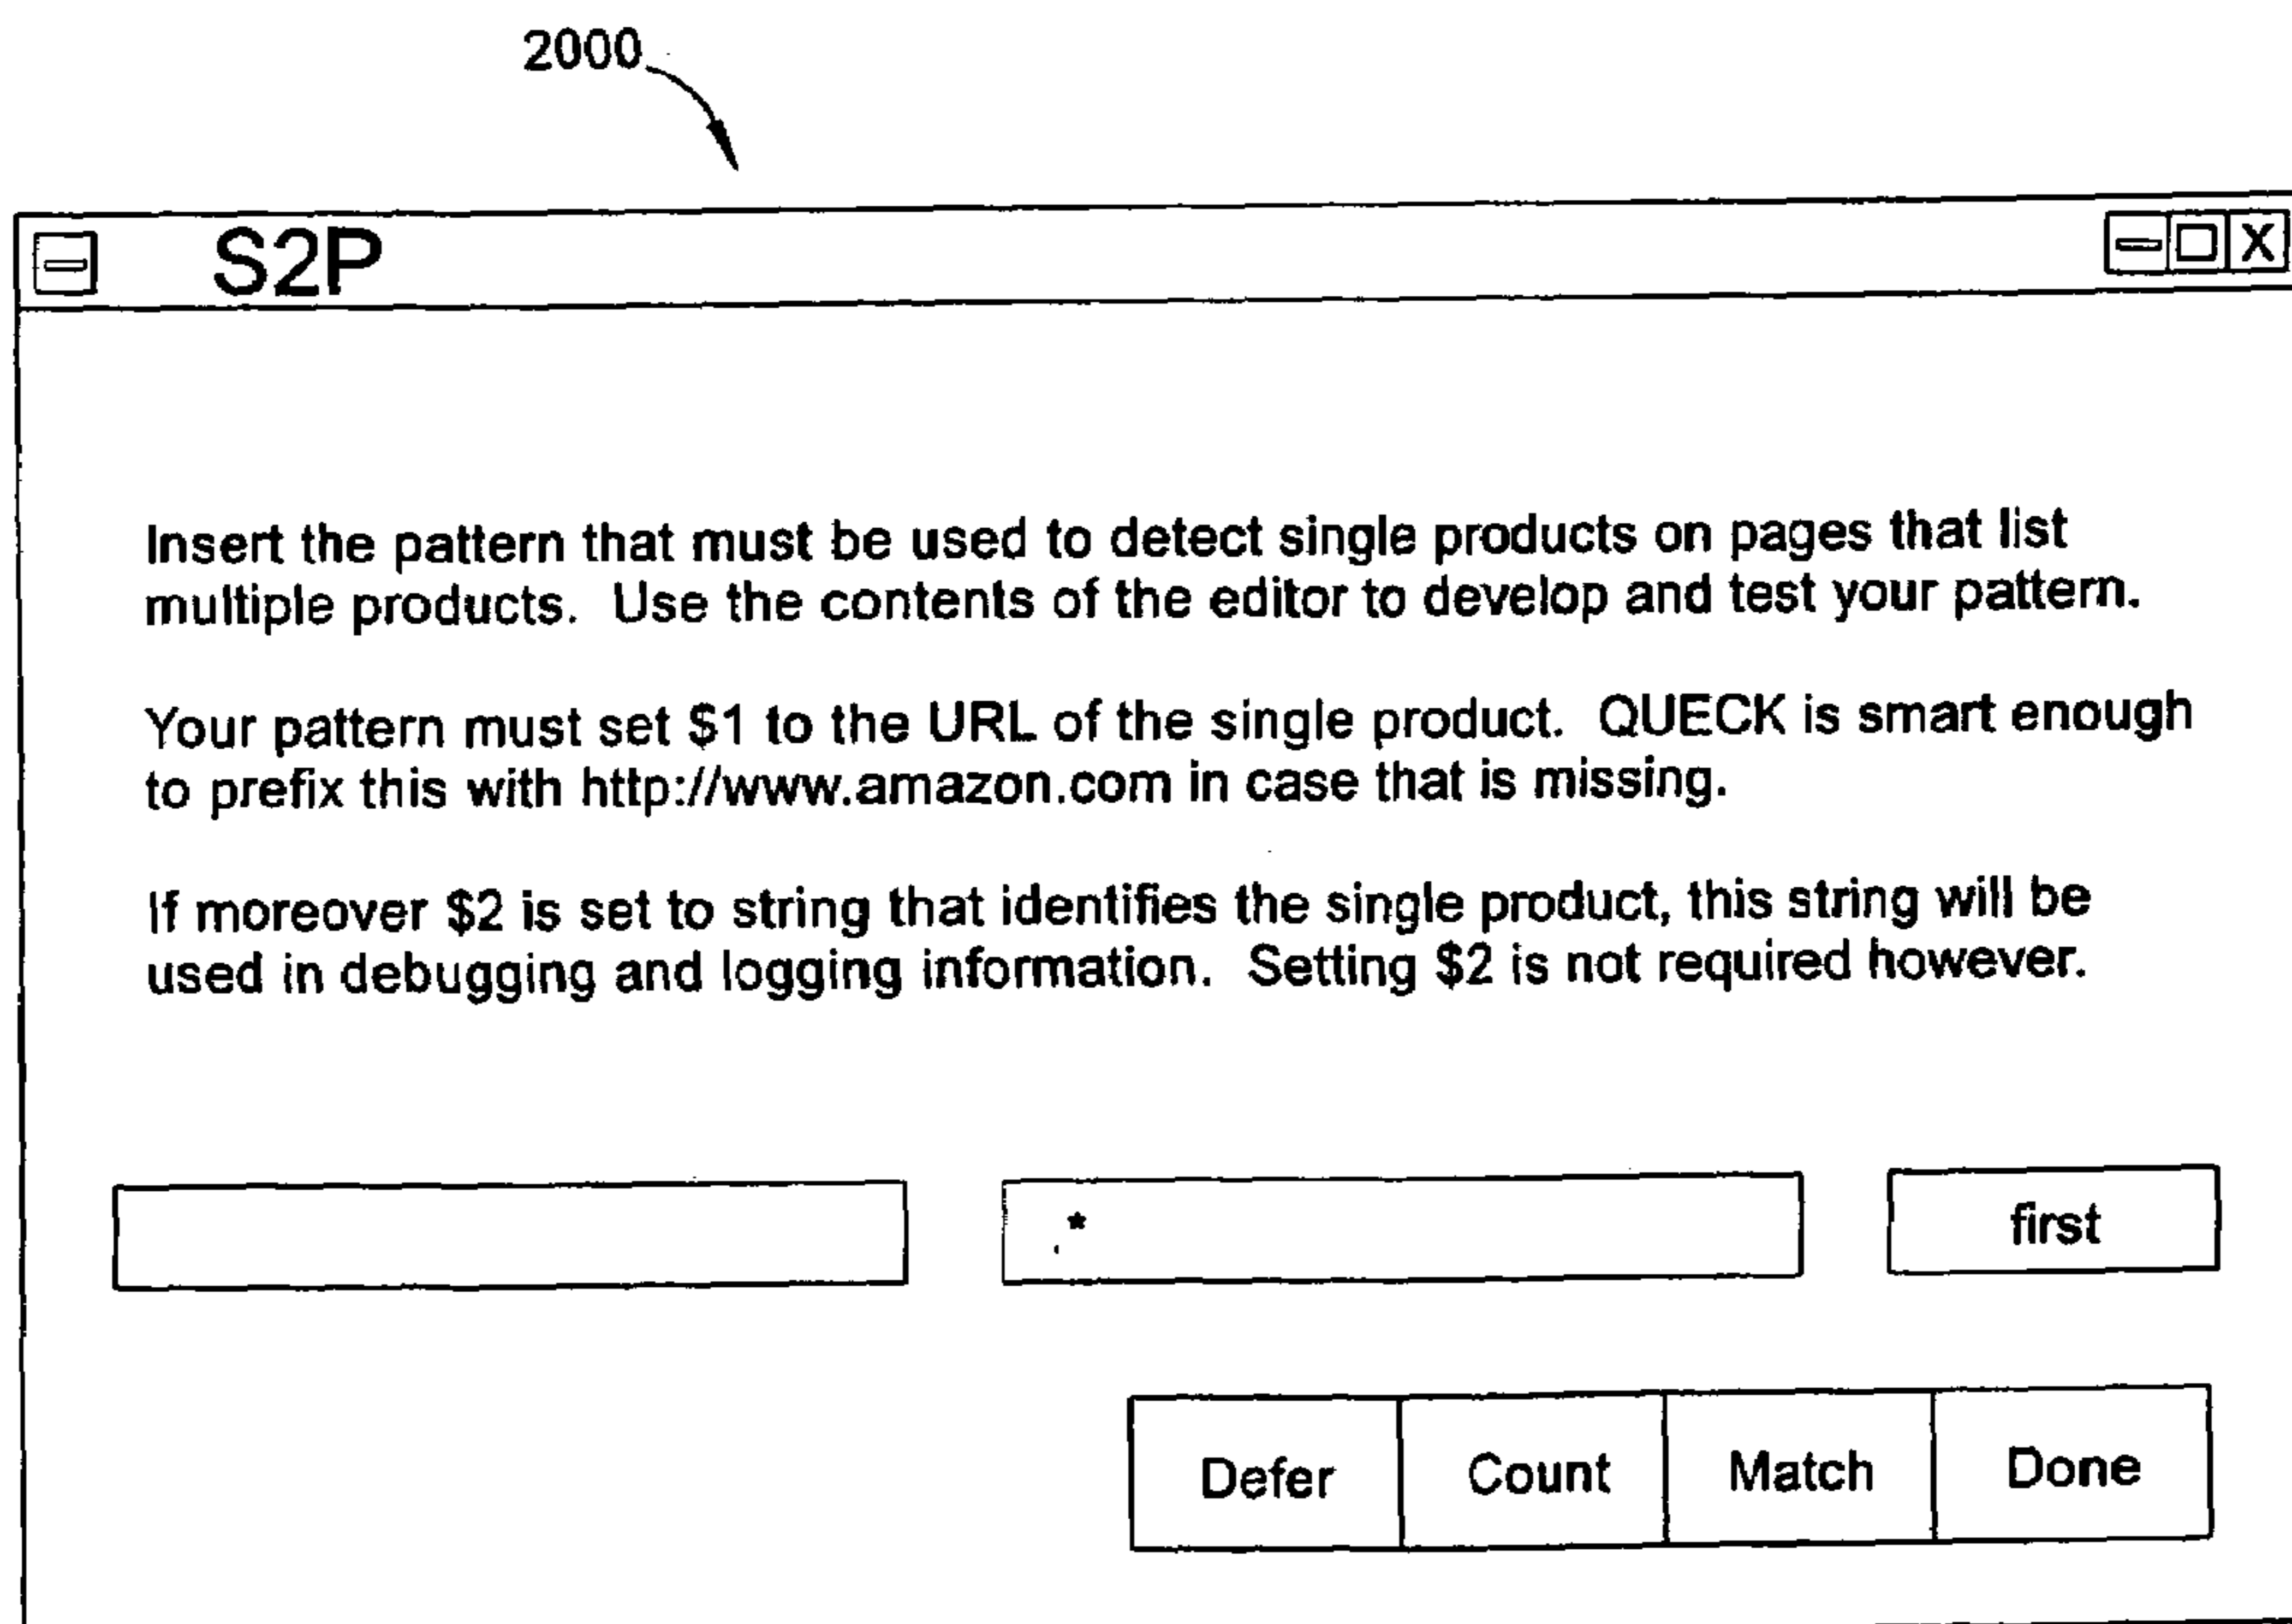 2000
S2P
Insert the pattern that must be used to detect single products on pages that list
multiple products. Use the contents of the editor to develop and test your pattern.
Your pattern must set $1 to the URL of the single product. QUECK is smart enough
to prefix this with http://www.amazon.com in case that is missing.
If moreover $2 is set to string that identifies the single product, this string will be
used in debugging and logging information. Setting $2 is not required however.
.* first
Defer Count Match Done